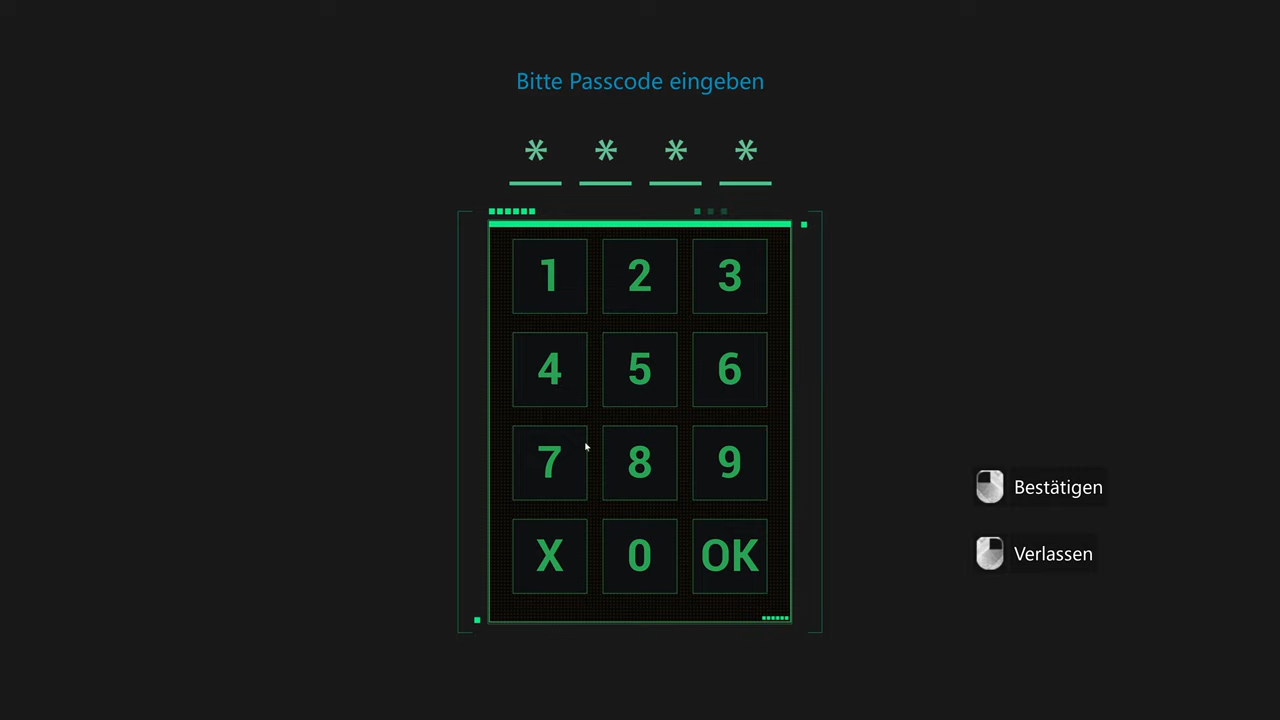 Bitte Passcode eingeben
* * * *
1 2 3
4 5 6
7 8 9
X 0 OK
Bestätigen
Verlassen